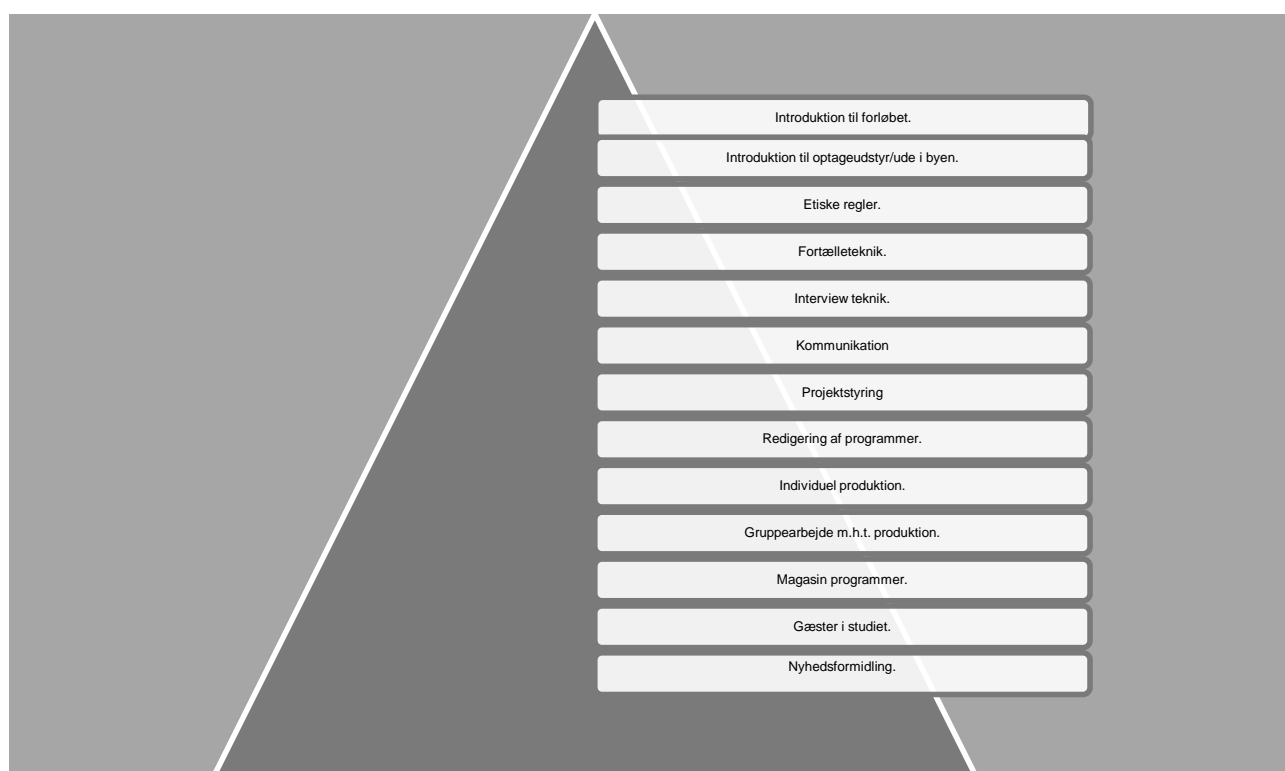 Introduktion til forløbet.
Introduktion til optageudstyr/ude i byen.
Etiske regler.
Fortælleteknik.
Interview teknik.
Kommunikation
Projektstyring
Redigering af programmer.
Individuel produktion.
Gruppearbejde m.h.t. produktion.
Magasin programmer.
Gæster i studiet.
Nyhedsformidling.